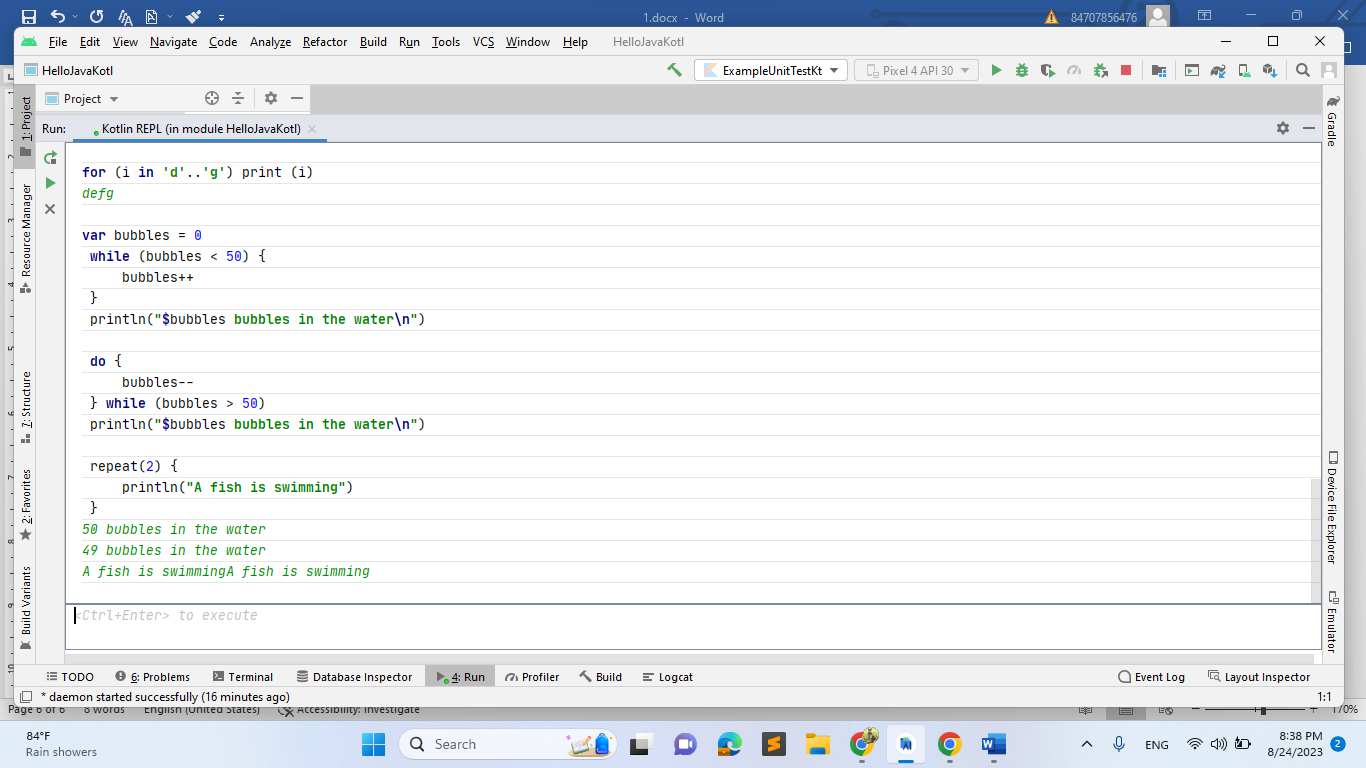 1.docx - Word
84707856476
File Edit View Navigate Code Analyze Refactor Build Run Tools VCS Window Help HelloJavaKotl
HelloJavaKotl
ExampleUnitTestKt
Pixel 4 API 30
Project
Run: Kotlin REPL (in module HelloJavaKotl)
1: Project
Resource Manager
7: Structure
2: Favorites
Build Variants
for (i in 'd'..'g') print (i)
defg
var bubbles = 0
while (bubbles < 50) {
bubbles++
}
println("$bubbles bubbles in the water\n")
do {
bubbles--
} while (bubbles > 50)
println("$bubbles bubbles in the water\n")
repeat(2) {
println("A fish is swimming")
}
50 bubbles in the water
49 bubbles in the water
A fish is swimmingA fish is swimming
<Ctrl+Enter> to execute
Gradle
Device File Explorer
Emulator
TODO 6: Problems Terminal Database Inspector 4: Run Profiler Build Logcat Event Log Layout Inspector
* daemon started successfully (16 minutes ago) 1:1
Page 6 of 6 8 words English (United States) Accessibility: Investigate 170%
84°F
Rain showers
Search
ENG
8:38 PM
8/24/2023
2